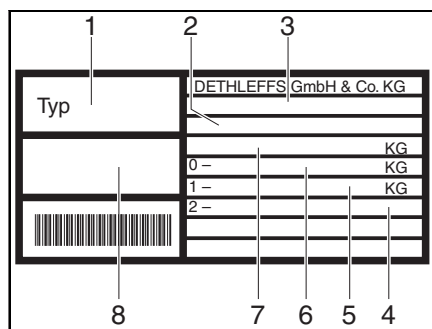 1 2 3
DETHLEFFS GmbH & Co. KG
Typ
KG
0 – KG
1 – KG
2 –
8 7 6 5 4